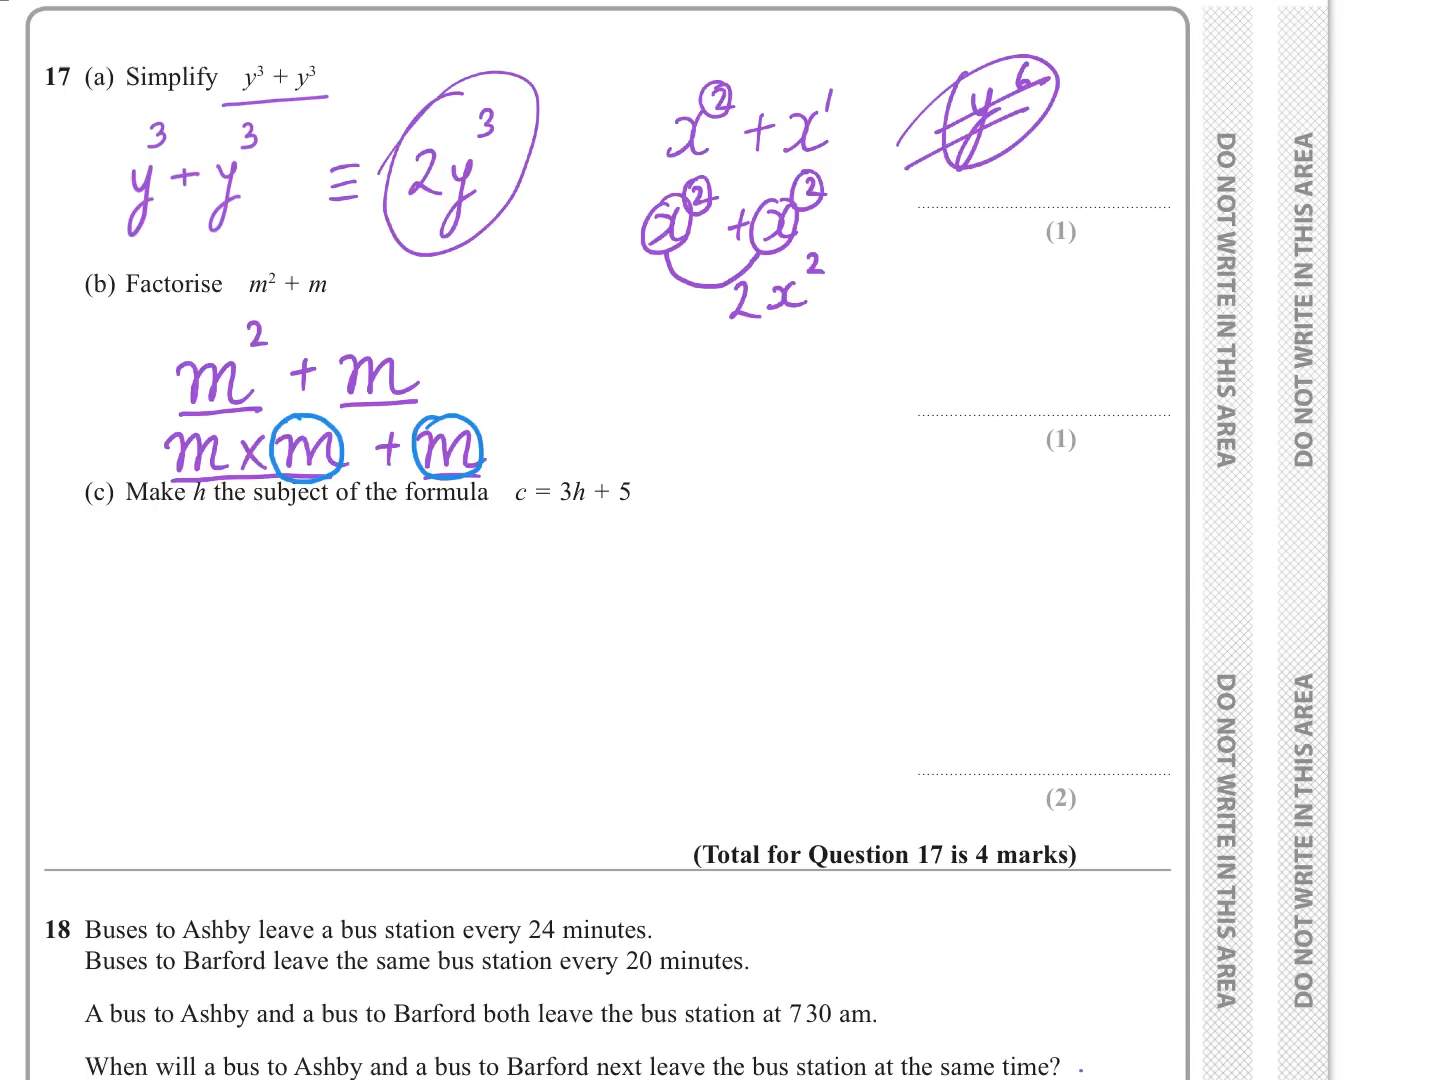 17 (a) Simplify y³ + y³
y³ + y³ ≡ 2y³
x² + x¹
y⁶
x² + x²
2x²
(1)
(b) Factorise m² + m
m² + m
(1)
m × m + m
(c) Make h the subject of the formula c = 3h + 5
(2)
(Total for Question 17 is 4 marks)
18 Buses to Ashby leave a bus station every 24 minutes.
Buses to Barford leave the same bus station every 20 minutes.
A bus to Ashby and a bus to Barford both leave the bus station at 7 30 am.
When will a bus to Ashby and a bus to Barford next leave the bus station at the same time?
DO NOT WRITE IN THIS AREA
DO NOT WRITE IN THIS AREA
DO NOT WRITE IN THIS AREA
DO NOT WRITE IN THIS AREA